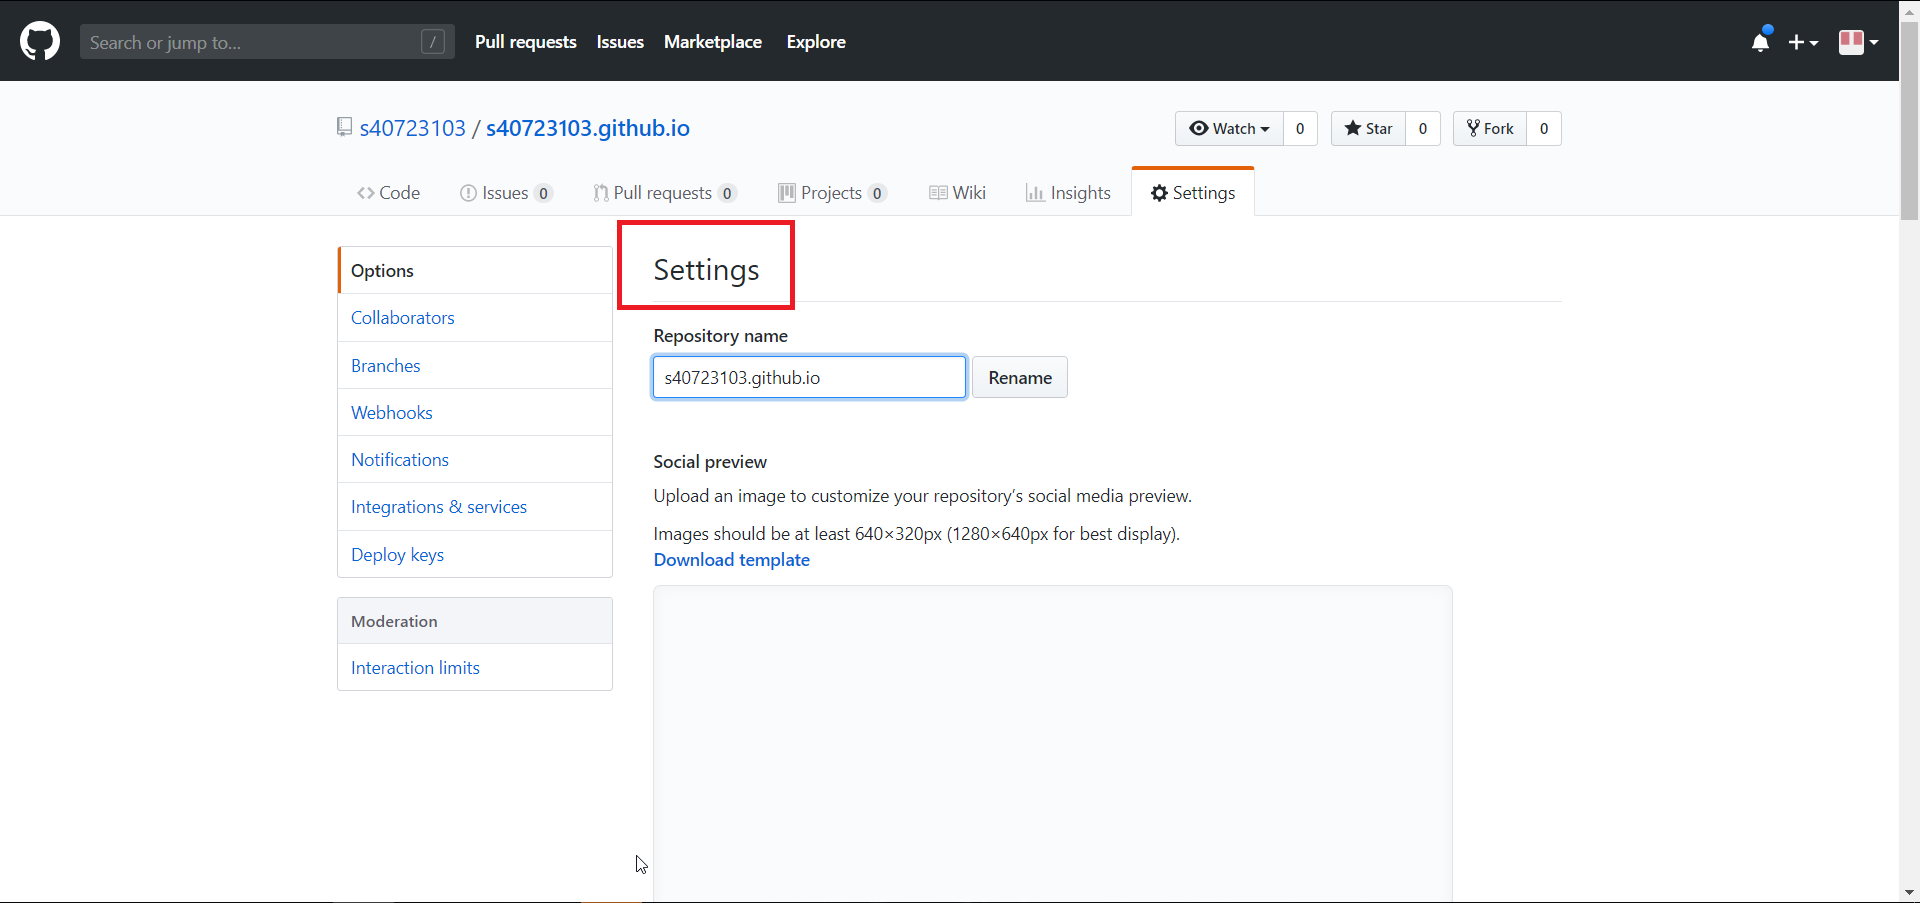 Search or jump to... /
Pull requests Issues Marketplace Explore
s40723103 / s40723103.github.io
Watch 0 Star 0 Fork 0
Code Issues 0 Pull requests 0 Projects 0 Wiki Insights Settings
Options
Collaborators
Branches
Webhooks
Notifications
Integrations & services
Deploy keys
Moderation
Interaction limits
Settings
Repository name
s40723103.github.io Rename
Social preview
Upload an image to customize your repository’s social media preview.
Images should be at least 640×320px (1280×640px for best display).
Download template